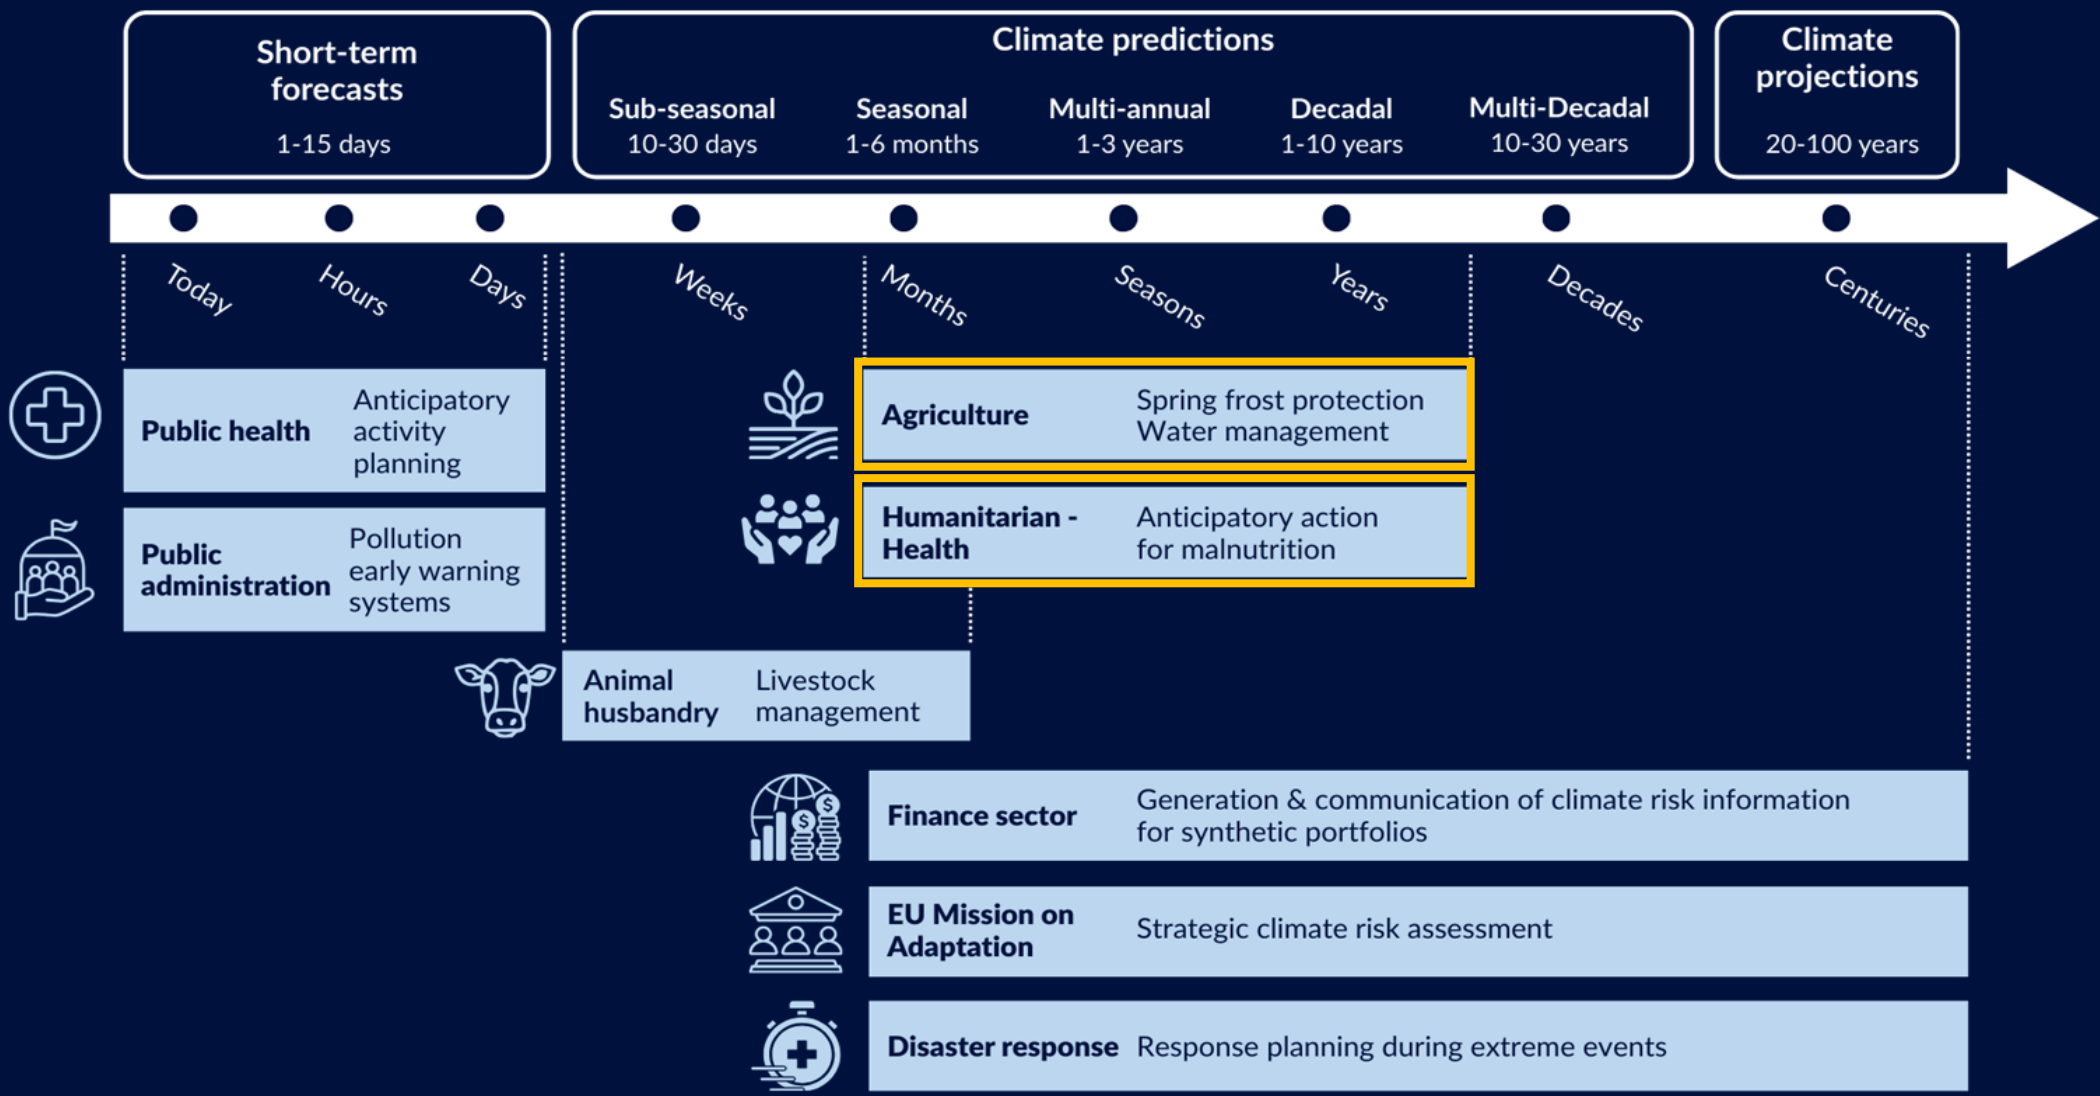 Short-term
forecasts
1-15 days
Climate predictions
Sub-seasonal
10-30 days
Seasonal
1-6 months
Multi-annual
1-3 years
Decadal
1-10 years
Multi-Decadal
10-30 years
Climate
projections
20-100 years
Today
Hours
Days
Weeks
Months
Seasons
Years
Decades
Centuries
Public health
Anticipatory
activity
planning
Agriculture
Spring frost protection
Water management
Public
administration
Pollution
early warning
systems
Humanitarian -
Health
Anticipatory action
for malnutrition
Animal
husbandry
Livestock
management
Finance sector
Generation & communication of climate risk information
for synthetic portfolios
$
$
EU Mission on
Adaptation
Strategic climate risk assessment
Disaster response
Response planning during extreme events